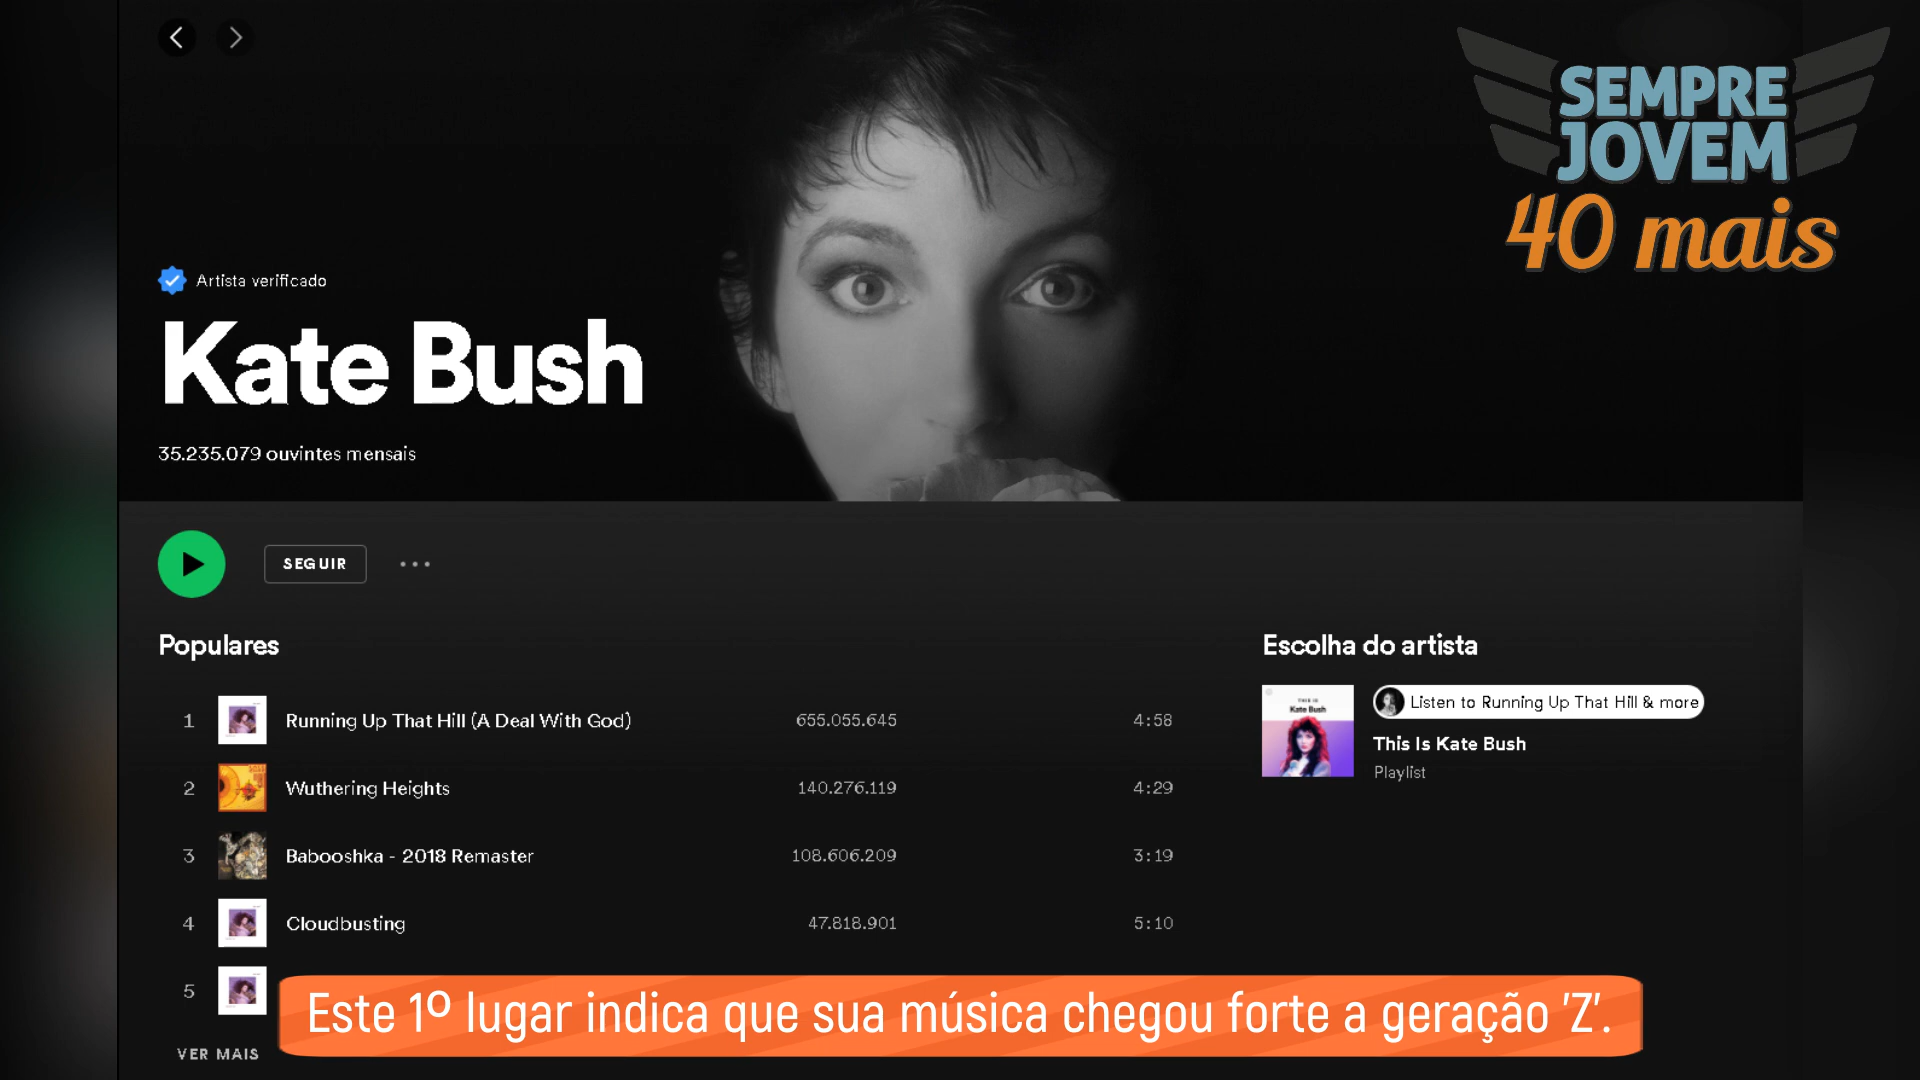 SEMPRE
JOVEM
40 mais
Artista verificado
Kate Bush
35.235.079 ouvintes mensais
SEGUIR
Populares
1 Running Up That Hill (A Deal With God) 655.055.645 4:58
2 Wuthering Heights 140.276.119 4:29
3 Babooshka - 2018 Remaster 108.606.209 3:19
4 Cloudbusting 47.818.901 5:10
5
VER MAIS
Escolha do artista
THIS IS
Kate Bush
Listen to Running Up That Hill & more
This Is Kate Bush
Playlist
Este 1º lugar indica que sua música chegou forte a geração 'Z'.